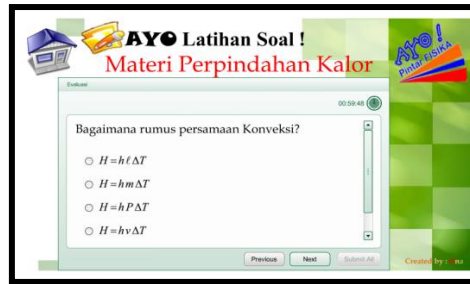 AYO Latihan Soal !
Materi Perpindahan Kalor
AYO !
Pintar FISIKA
Evaluasi
00:59:48
Bagaimana rumus persamaan Konveksi?
H = hℓΔT
H = hmΔT
H = hPΔT
H = hvΔT
Previous Next Submit All
Created by :